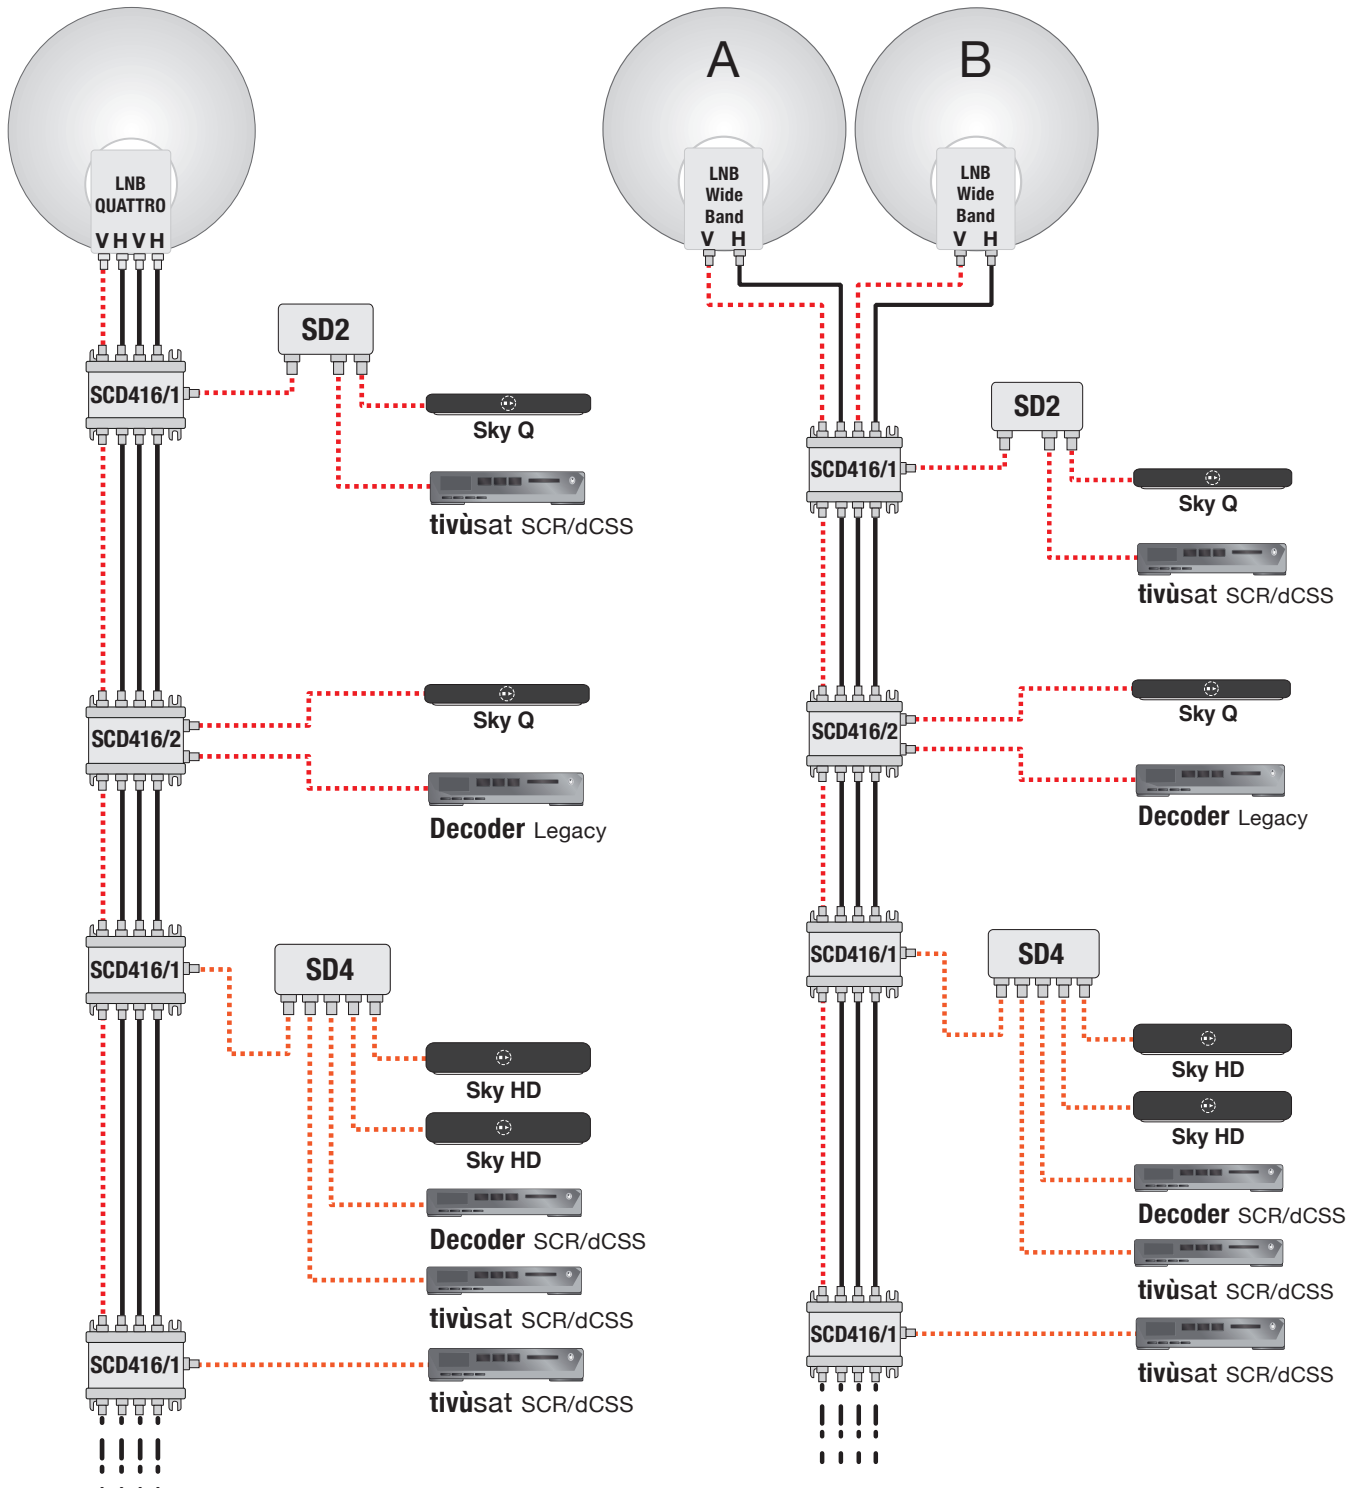 LNB
QUATTRO
V H V H
SCD416/1
SD2
Sky Q
tivùsat SCR/dCSS
SCD416/2
Sky Q
Decoder Legacy
SCD416/1
SD4
Sky HD
Sky HD
Decoder SCR/dCSS
tivùsat SCR/dCSS
SCD416/1
tivùsat SCR/dCSS
A
LNB
Wide
Band
V H
B
LNB
Wide
Band
V H
SCD416/1
SD2
Sky Q
tivùsat SCR/dCSS
SCD416/2
Sky Q
Decoder Legacy
SCD416/1
SD4
Sky HD
Sky HD
Decoder SCR/dCSS
tivùsat SCR/dCSS
SCD416/1
tivùsat SCR/dCSS